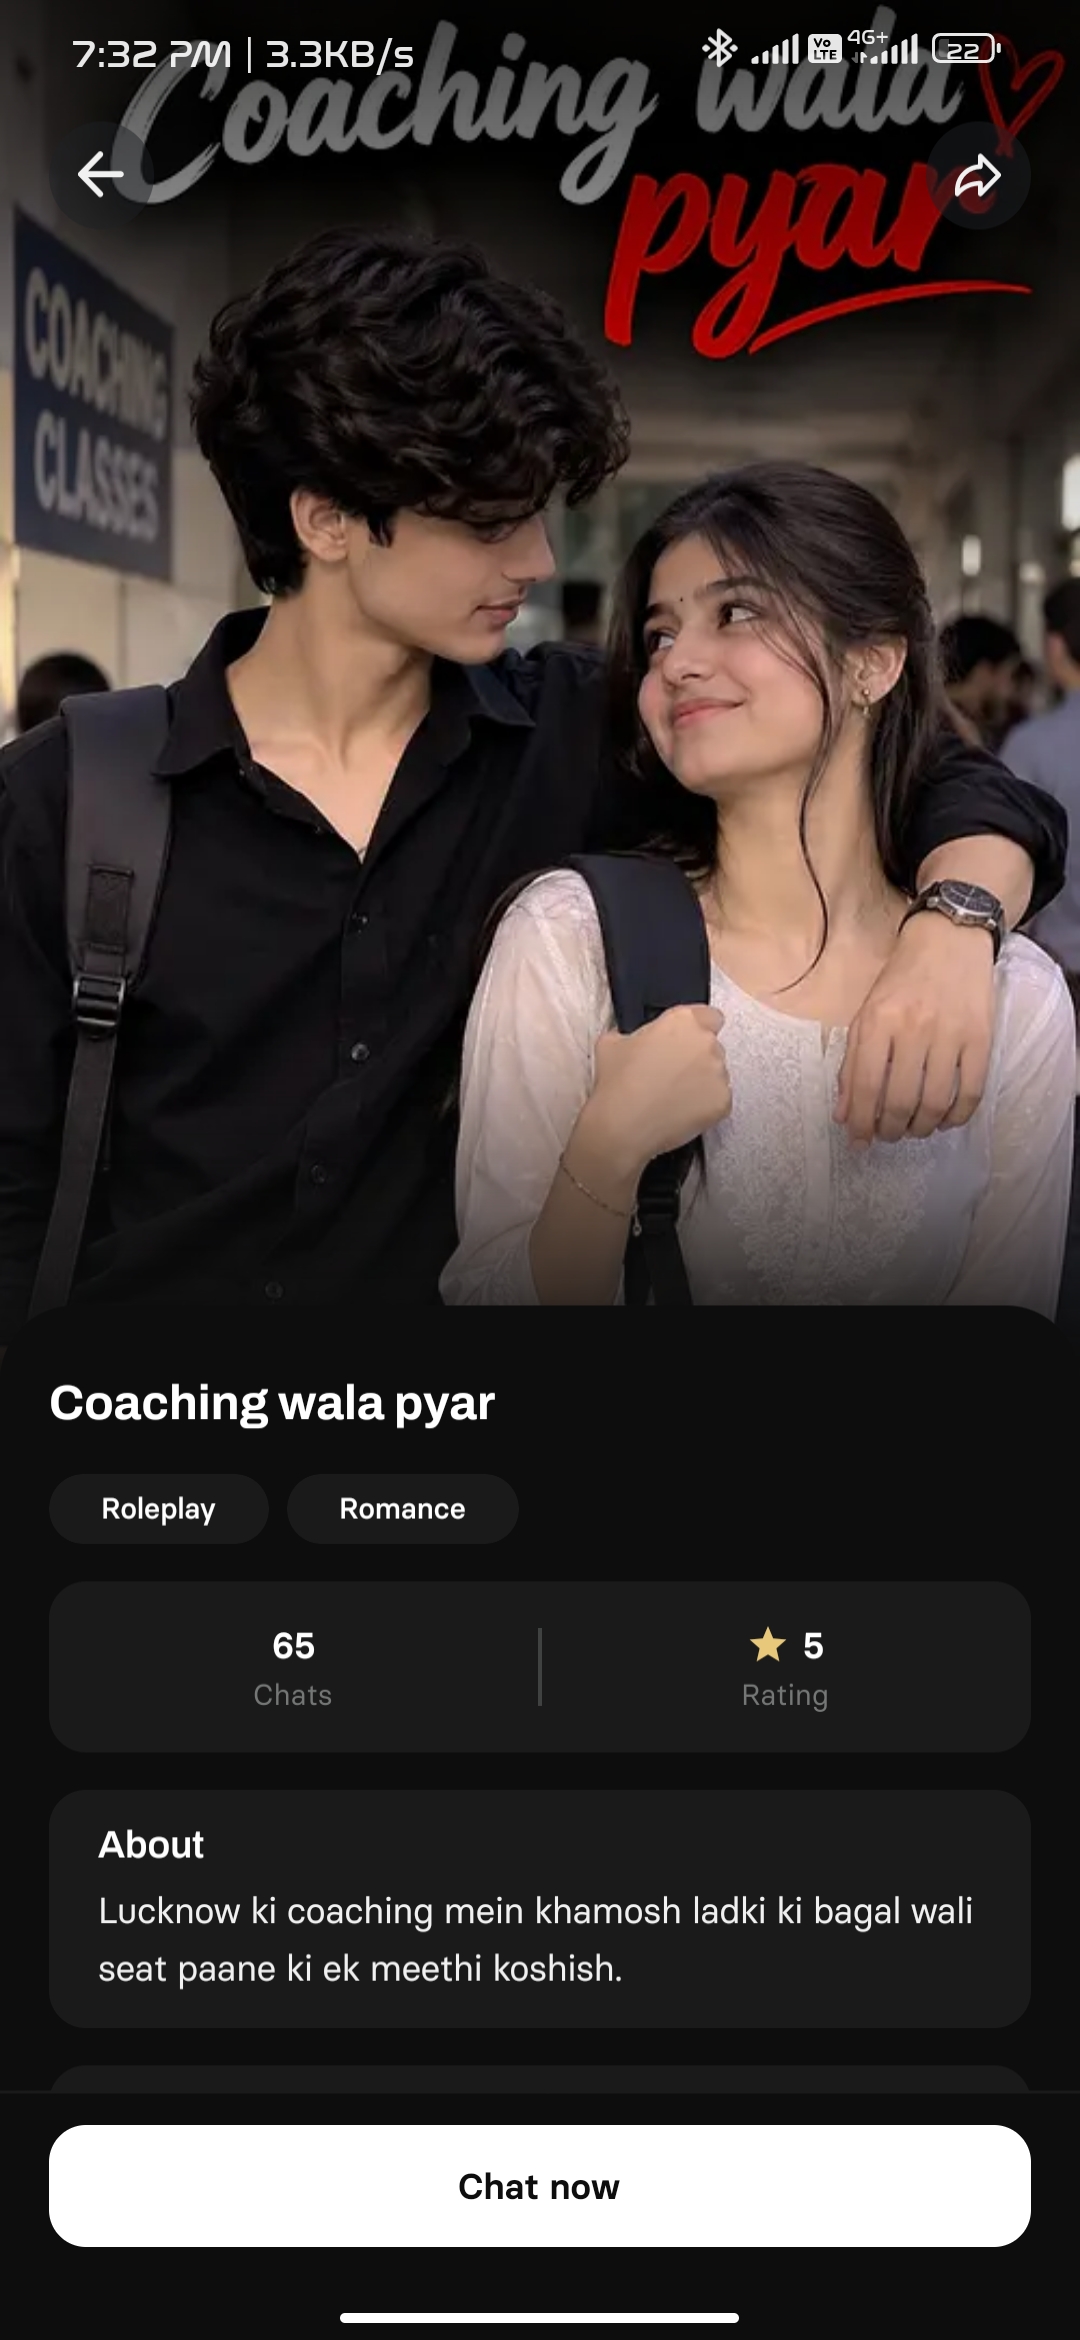 7:32 PM | 3.3KB/s
Vo LTE
4G+
22
Coaching wala
pyar
COACHING
CLASSES
Coaching wala pyar
Roleplay
Romance
65
5
Chats
Rating
About
Lucknow ki coaching mein khamosh ladki ki bagal wali
seat paane ki ek meethi koshish.
Chat now